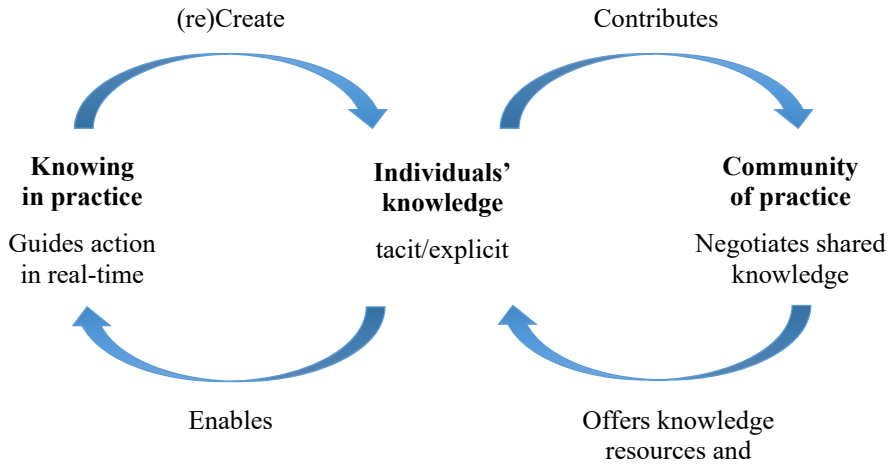 (re)Create
Contributes
Knowing
in practice
Guides action
in real-time
Individuals’
knowledge
tacit/explicit
Community
of practice
Negotiates shared
knowledge
Enables
Offers knowledge
resources and